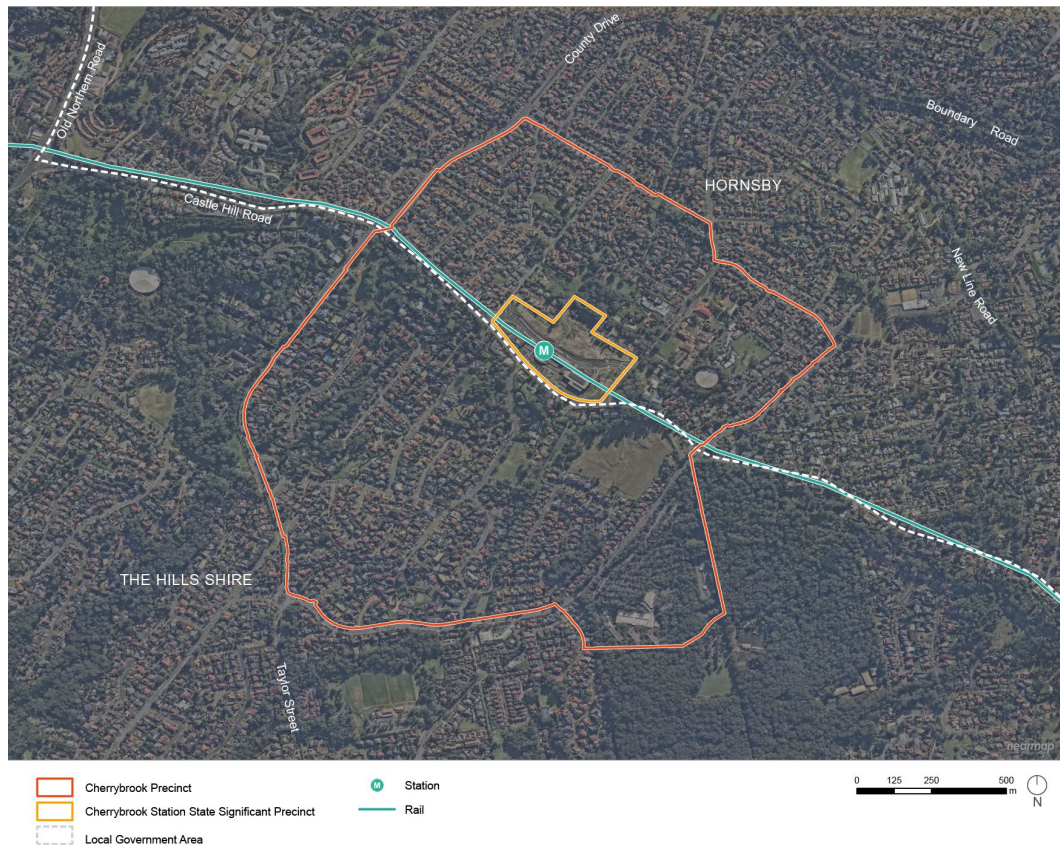 County Drive
Old Northern Road
Boundary Road
HORNSBY
Castle Hill Road
New Line Road
M
THE HILLS SHIRE
Taylor Street
nearmap
Cherrybrook Precinct
Cherrybrook Station State Significant Precinct
Local Government Area
M Station
Rail
0 125 250 500
m
N